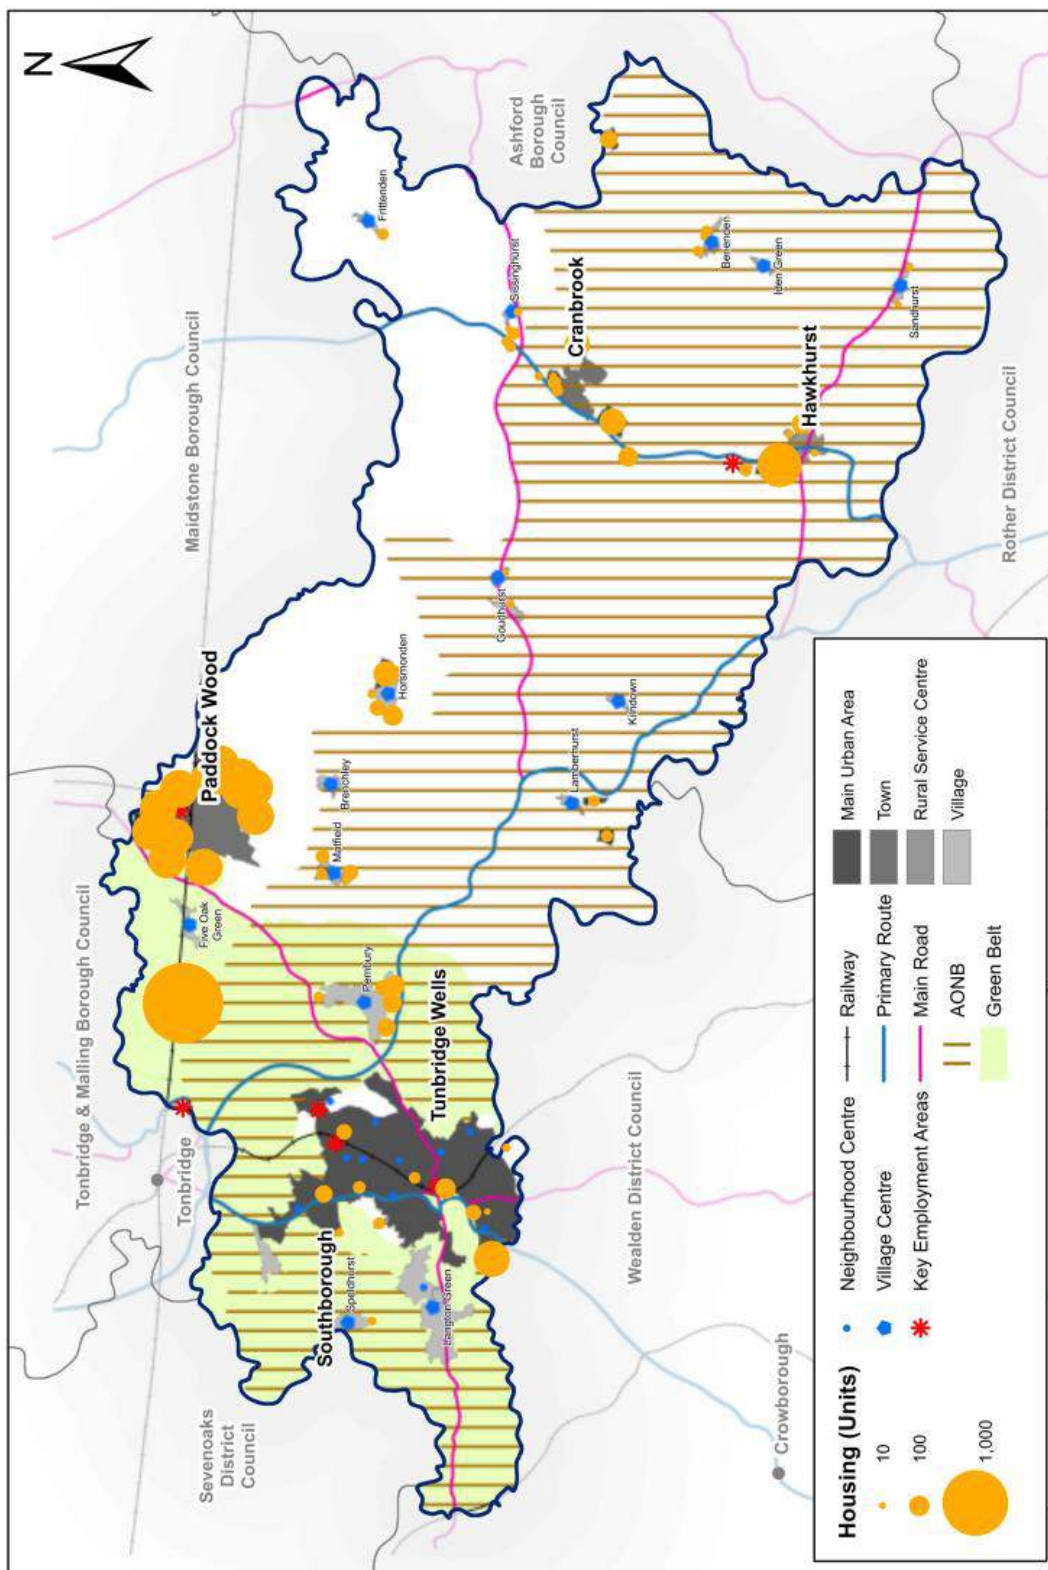 N
Tonbridge & Malling Borough Council
Maidstone Borough Council
Ashford
Borough
Council
Sevenoaks
District
Council
Tonbridge
Wealden District Council
Rother District Council
Crowborough
Southborough
Speldhurst
Langton Green
Tunbridge Wells
Pembury
Five Oak
Green
Paddock Wood
Matfield
Brenchley
Horsmonden
Lamberhurst
Kilndown
Goudhurst
Sissinghurst
Frittenden
Cranbrook
Hawkhurst
Benenden
Iden Green
Sandhurst
Housing (Units)
10
100
1,000
Neighbourhood Centre
Village Centre
Key Employment Areas
Railway
Primary Route
Main Road
AONB
Green Belt
Main Urban Area
Town
Rural Service Centre
Village